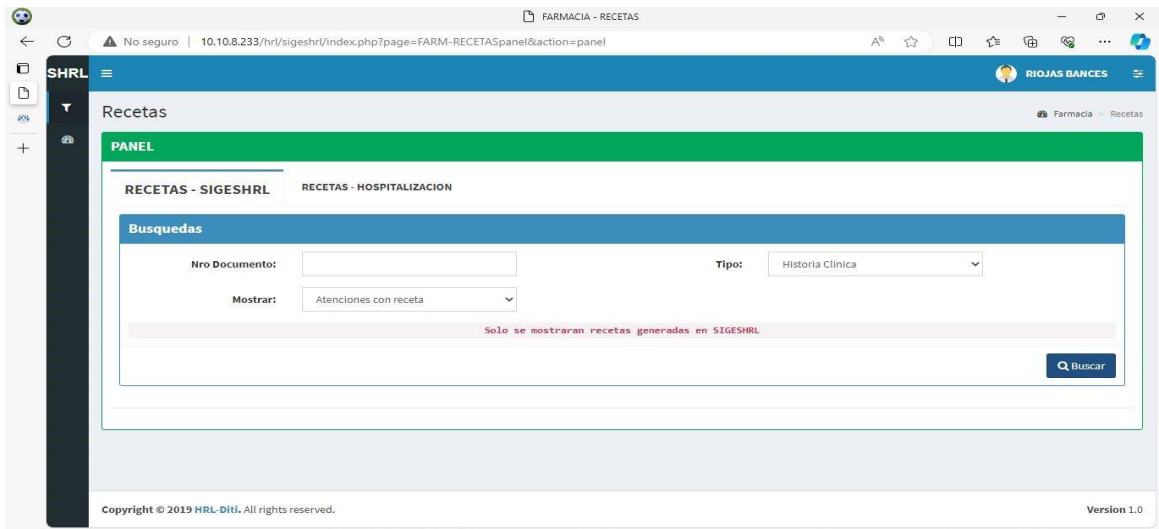 FARMACIA - RECETAS
No seguro | 10.10.8.233/hrl/sigeshrl/index.php?page=FARM-RECETASpanel&action=panel
SHRL
RIOJAS BANCES
Recetas
Farmacia > Recetas
PANEL
RECETAS - SIGESHRL
RECETAS - HOSPITALIZACION
Busquedas
Nro Documento:
Tipo: Historia Clinica
Mostrar: Atenciones con receta
Solo se mostraran recetas generadas en SIGESHRL
Buscar
Copyright © 2019 HRL-Diti. All rights reserved.
Version 1.0